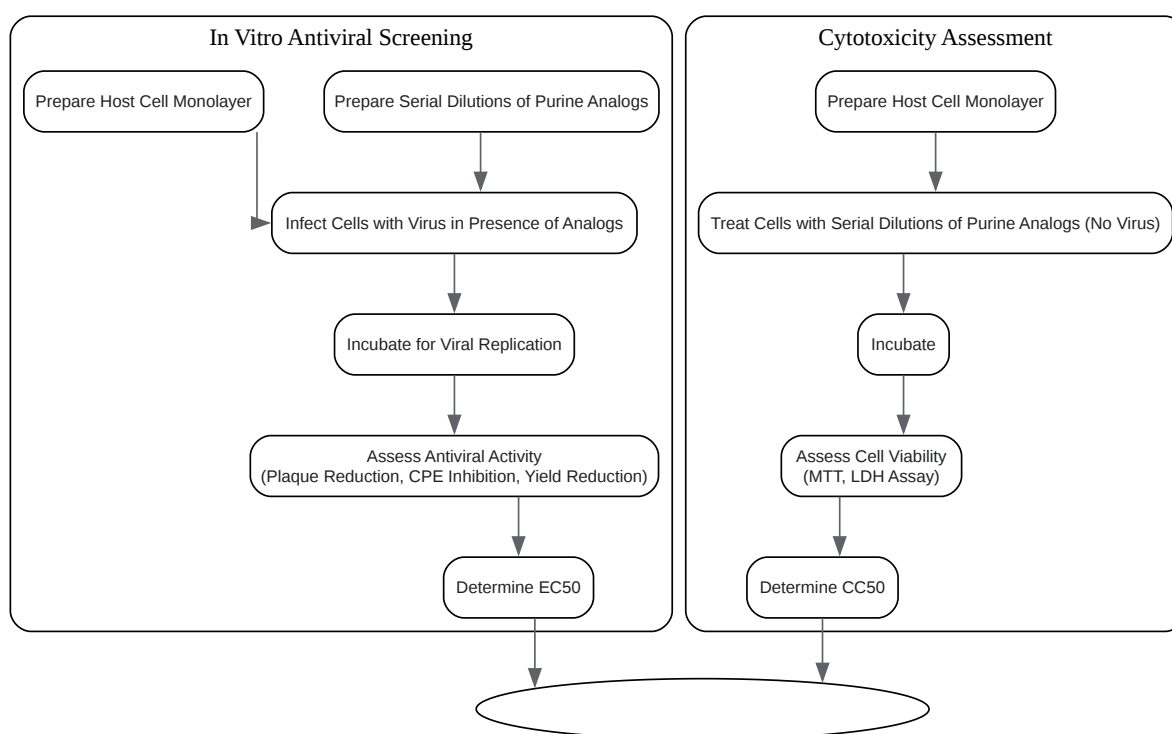 In Vitro Antiviral Screening
Prepare Host Cell Monolayer
Prepare Serial Dilutions of Purine Analogs
Infect Cells with Virus in Presence of Analogs
Incubate for Viral Replication
Assess Antiviral Activity
(Plaque Reduction, CPE Inhibition, Yield Reduction)
Determine EC50
Cytotoxicity Assessment
Prepare Host Cell Monolayer
Treat Cells with Serial Dilutions of Purine Analogs (No Virus)
Incubate
Assess Cell Viability
(MTT, LDH Assay)
Determine CC50